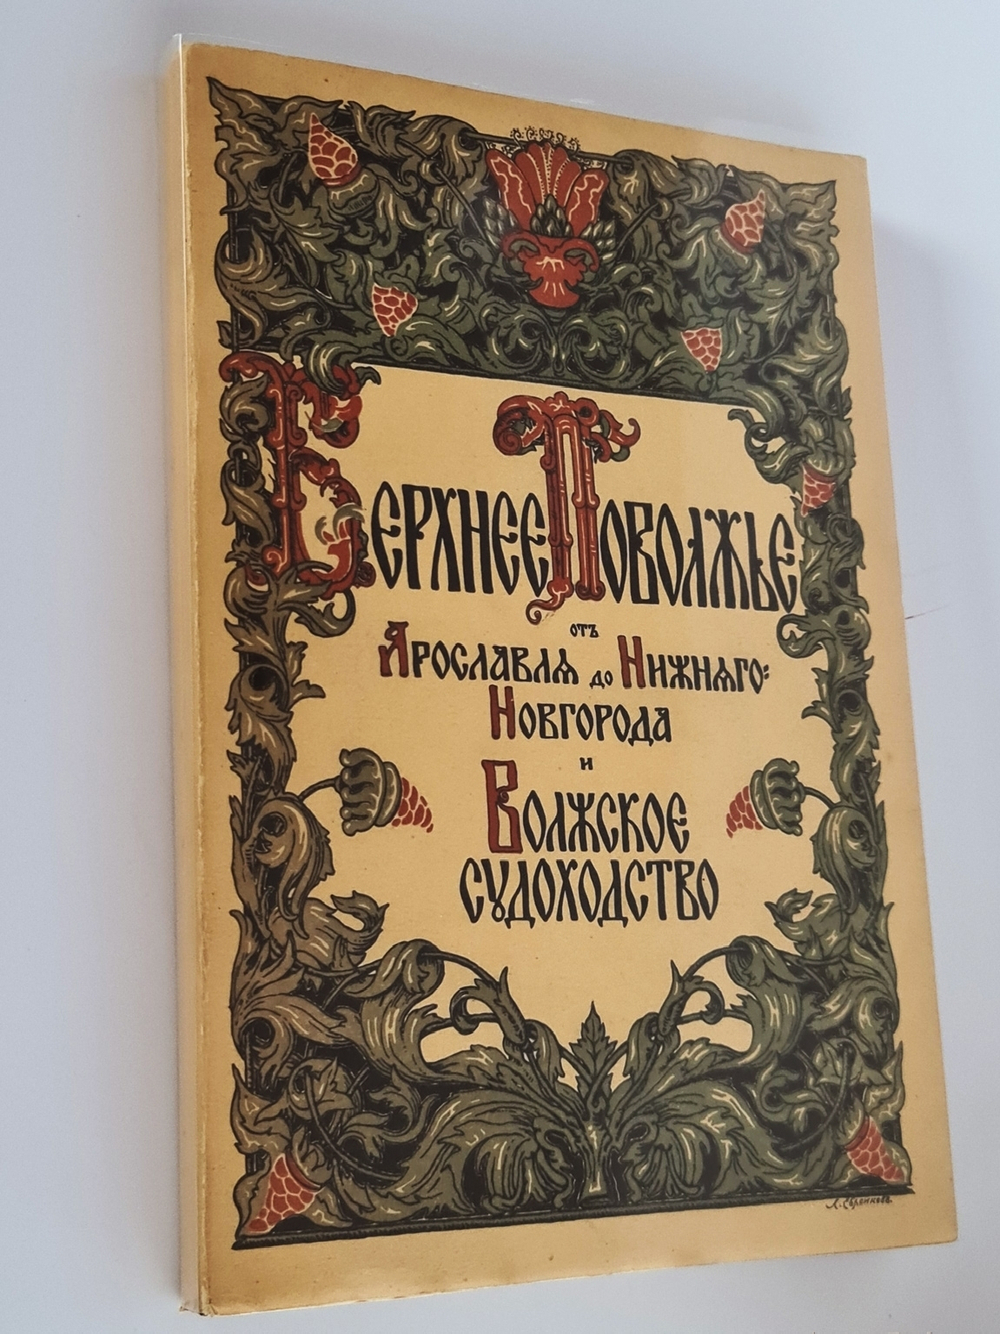 Верхнее Поволжье
отъ
Ярославля до Нижняго-
Новгорода
и
Волжское
судоходство